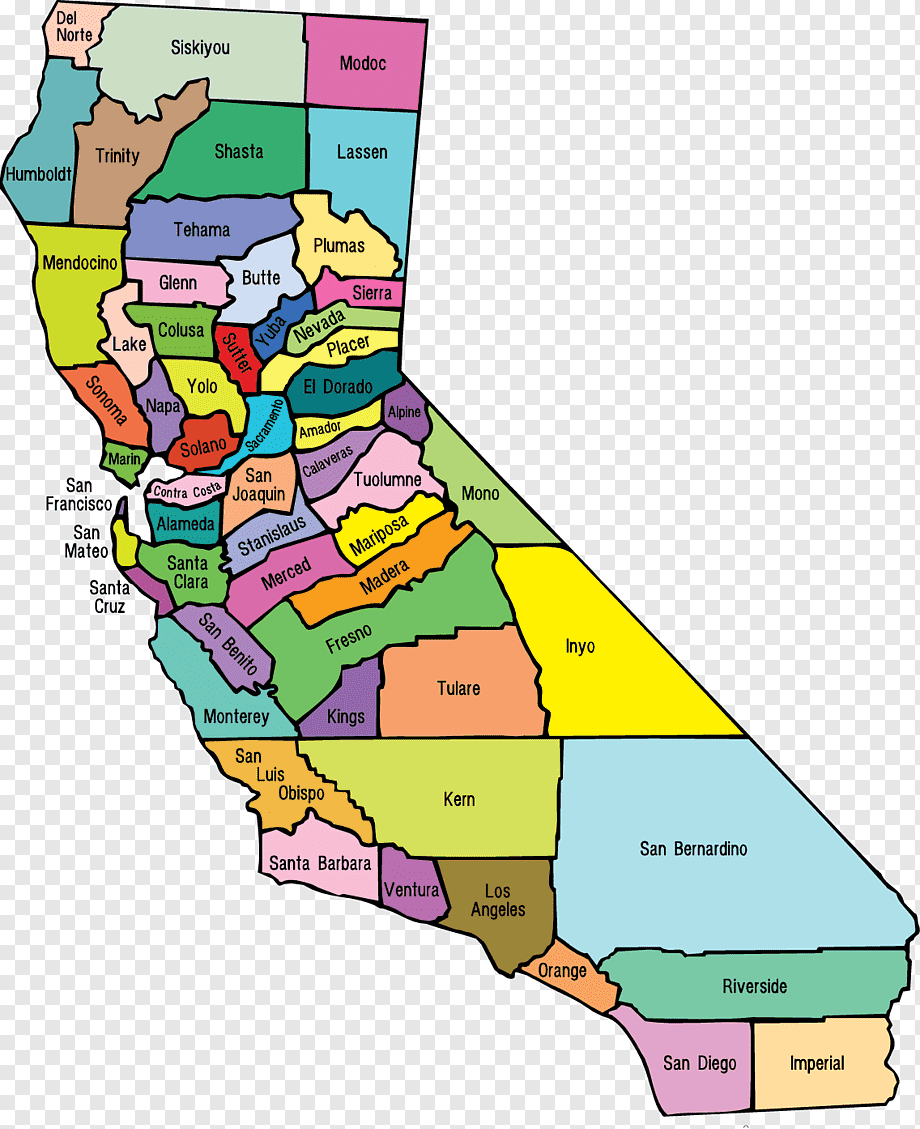 Del
Norte
Siskiyou
Modoc
Humboldt
Trinity
Shasta
Lassen
Tehama
Plumas
Mendocino
Glenn
Butte
Sierra
Lake
Colusa
Sutter
Yuba
Nevada
Placer
Sonoma
Napa
Yolo
El Dorado
Sacramento
Alpine
Amador
Marin
Solano
Calaveras
San
Francisco
Contra Costa
San
Joaquin
Tuolumne
Mono
San
Mateo
Alameda
Stanislaus
Mariposa
Santa
Cruz
Santa
Clara
Merced
Madera
San Benito
Fresno
Inyo
Monterey
Kings
Tulare
San
Luis
Obispo
Kern
San Bernardino
Santa Barbara
Ventura
Los
Angeles
Orange
Riverside
San Diego
Imperial